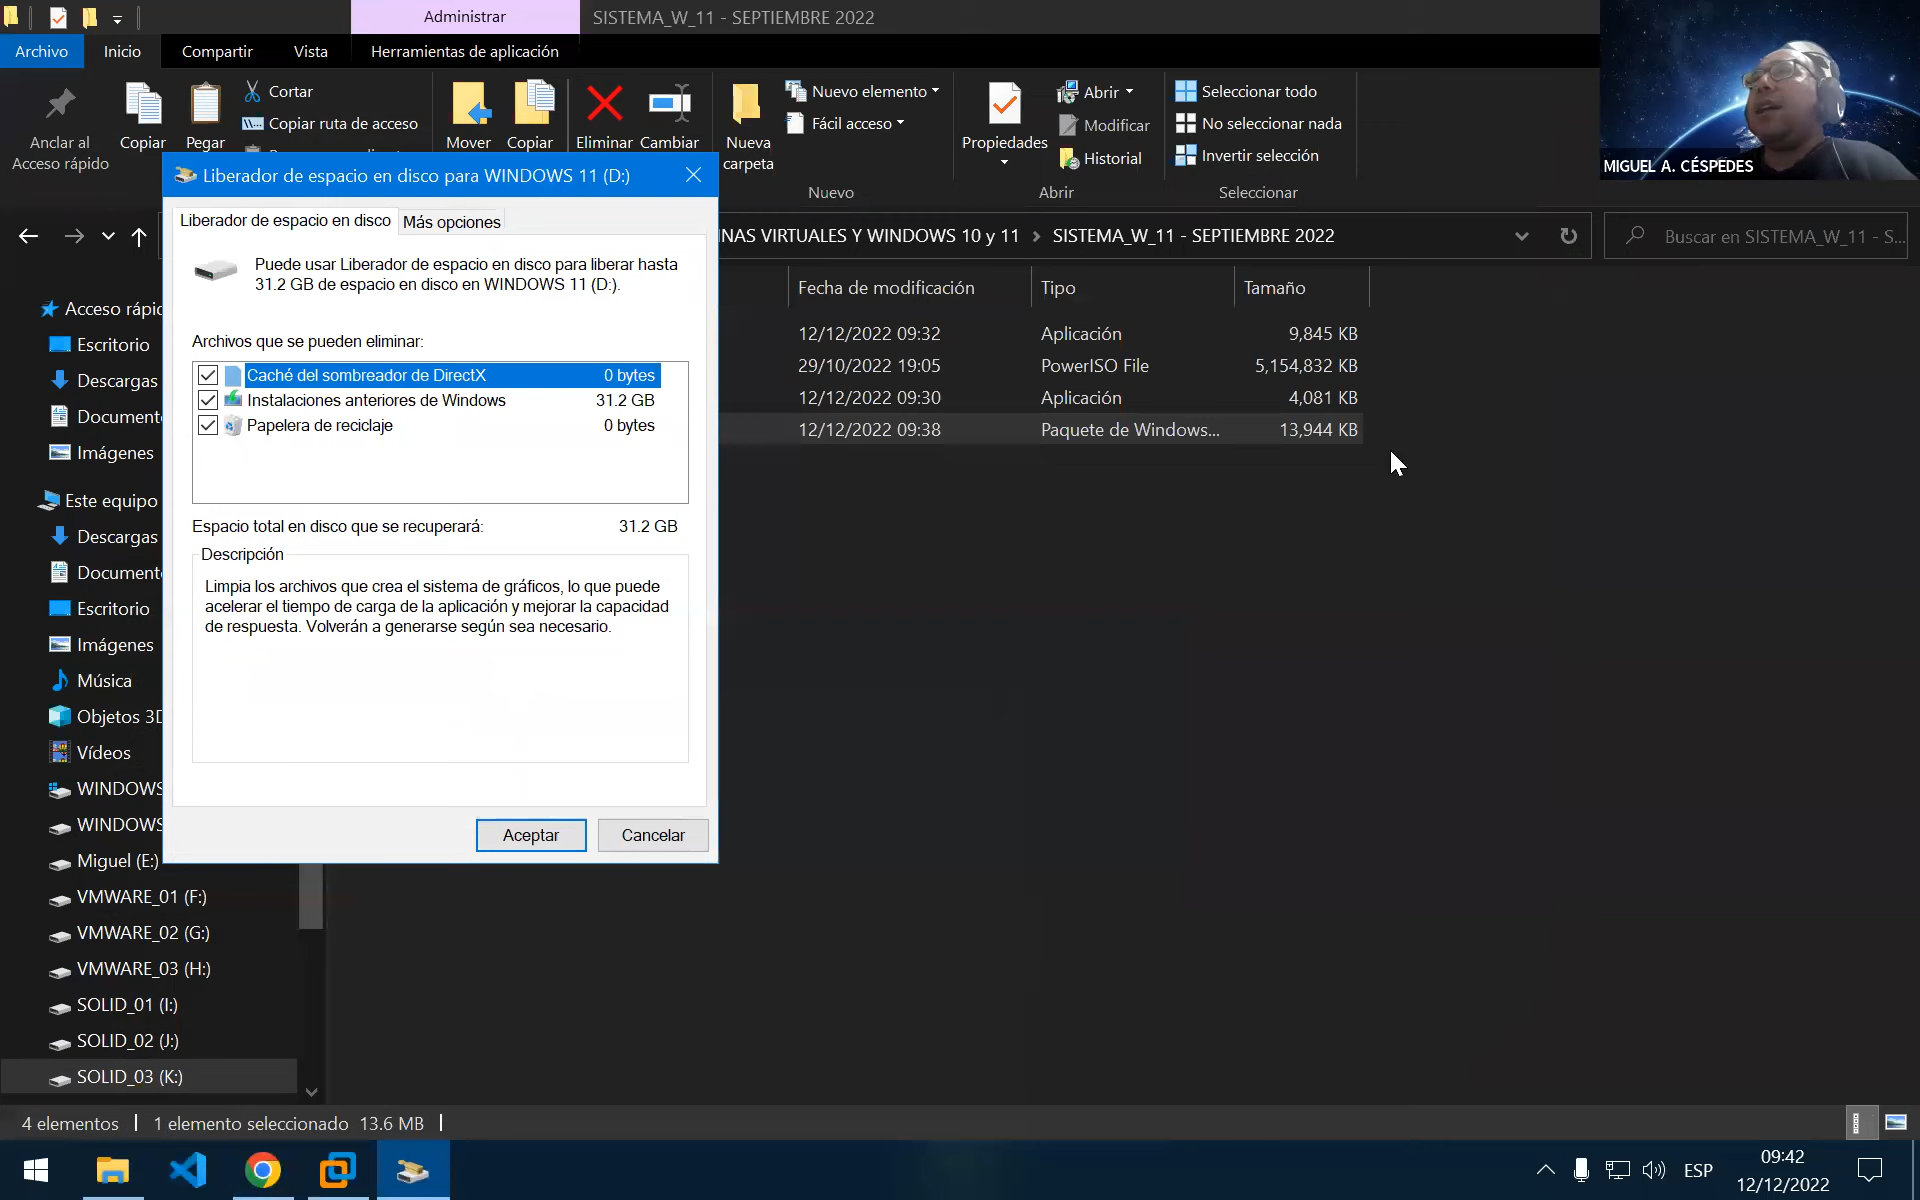 Administrar
SISTEMA_W_11 - SEPTIEMBRE 2022
Archivo
Inicio
Compartir
Vista
Herramientas de aplicación
Anclar al
Acceso rápido
Copiar
Pegar
Cortar
Copiar ruta de acceso
Mover
Copiar
Eliminar
Cambiar
Nueva
carpeta
Nuevo elemento
Fácil acceso
Nuevo
Propiedades
Abrir
Modificar
Historial
Abrir
Seleccionar todo
No seleccionar nada
Invertir selección
Seleccionar
MIGUEL A. CÉSPEDES
INAS VIRTUALES Y WINDOWS 10 y 11
SISTEMA_W_11 - SEPTIEMBRE 2022
Buscar en SISTEMA_W_11 - S...
Fecha de modificación
Tipo
Tamaño
12/12/2022 09:32 Aplicación 9,845 KB
29/10/2022 19:05 PowerISO File 5,154,832 KB
12/12/2022 09:30 Aplicación 4,081 KB
12/12/2022 09:38 Paquete de Windows... 13,944 KB
Acceso rápid
Escritorio
Descargas
Document
Imágenes
Este equipo
Descargas
Document
Escritorio
Imágenes
Música
Objetos 3D
Vídeos
WINDOWS
WINDOWS
Miguel (E:)
VMWARE_01 (F:)
VMWARE_02 (G:)
VMWARE_03 (H:)
SOLID_01 (I:)
SOLID_02 (J:)
SOLID_03 (K:)
Liberador de espacio en disco para WINDOWS 11 (D:)
Liberador de espacio en disco
Más opciones
Puede usar Liberador de espacio en disco para liberar hasta
31.2 GB de espacio en disco en WINDOWS 11 (D:).
Archivos que se pueden eliminar:
Caché del sombreador de DirectX 0 bytes
Instalaciones anteriores de Windows 31.2 GB
Papelera de reciclaje 0 bytes
Espacio total en disco que se recuperará: 31.2 GB
Descripción
Limpia los archivos que crea el sistema de gráficos, lo que puede
acelerar el tiempo de carga de la aplicación y mejorar la capacidad
de respuesta. Volverán a generarse según sea necesario.
Aceptar
Cancelar
4 elementos
1 elemento seleccionado 13.6 MB
ESP
09:42
12/12/2022